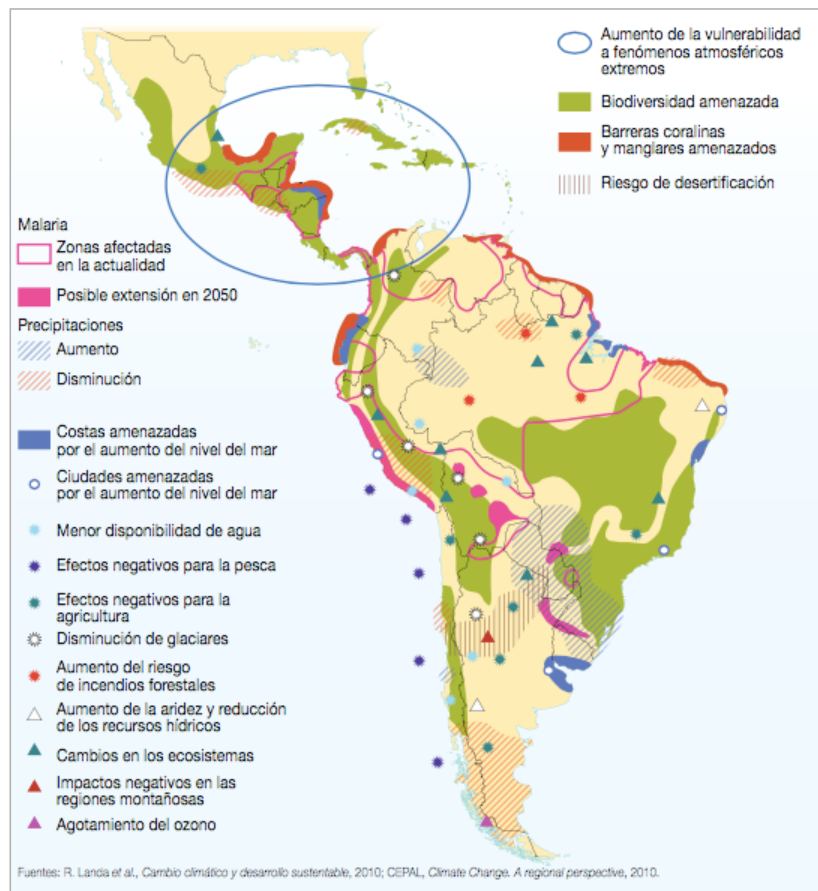 Aumento de la vulnerabilidad
a fenómenos atmosféricos
extremos
Biodiversidad amenazada
Barreras coralinas
y manglares amenazados
Riesgo de desertificación
Malaria
Zonas afectadas
en la actualidad
Posible extensión en 2050
Precipitaciones
Aumento
Disminución
Costas amenazadas
por el aumento del nivel del mar
Ciudades amenazadas
por el aumento del nivel del mar
Menor disponibilidad de agua
Efectos negativos para la pesca
Efectos negativos para la
agricultura
Disminución de glaciares
Aumento del riesgo
de incendios forestales
Aumento de la aridez y reducción
de los recursos hídricos
Cambios en los ecosistemas
Impactos negativos en las
regiones montañosas
Agotamiento del ozono
Fuentes: R. Landa et al., Cambio climático y desarrollo sustentable, 2010; CEPAL, Climate Change. A regional perspective, 2010.